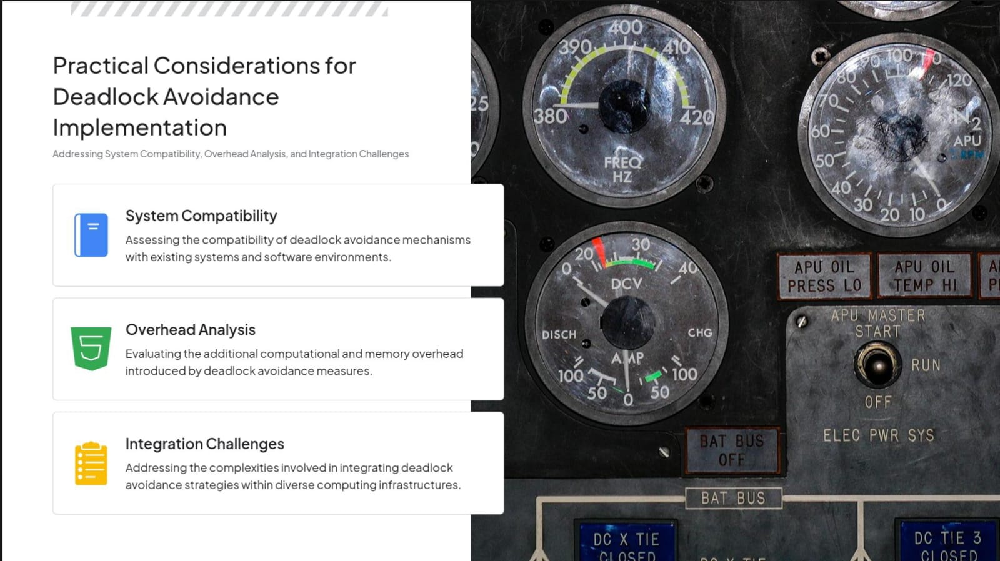 Practical Considerations for
Deadlock Avoidance
Implementation
Addressing System Compatibility, Overhead Analysis, and Integration Challenges
System Compatibility
Assessing the compatibility of deadlock avoidance mechanisms
with existing systems and software environments.
Overhead Analysis
Evaluating the additional computational and memory overhead
introduced by deadlock avoidance measures.
Integration Challenges
Addressing the complexities involved in integrating deadlock
avoidance strategies within diverse computing infrastructures.
25
400
390 410
380 420
FREQ
HZ
90 100
80 120
70
60
50
40
30
20 10 0
N2
APU
20 30
0 40
DCV
DISCH CHG
AMP
100 100
50 0 50
APU OIL
PRESS LO
APU OIL
TEMP HI
APU MASTER
START
RUN
OFF
ELEC PWR SYS
BAT BUS
OFF
BAT BUS
DC X TIE
CLOSED
DC X TIE
DC TIE 3
CLOSED